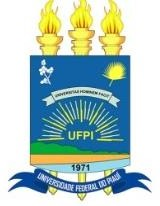 UNIVERSITAS HOMINEM FACIT
UFPI
1971
UNIVERSIDADE FEDERAL DO PIAUÍ